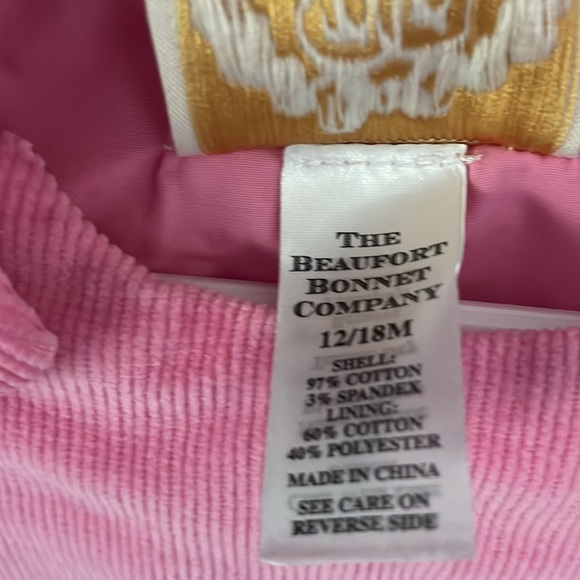 THE
BEAUFORT
BONNET
COMPANY
12/18M
SHELL:
97% COTTON
3% SPANDEX
LINING:
60% COTTON
40% POLYESTER
MADE IN CHINA
SEE CARE ON
REVERSE SIDE